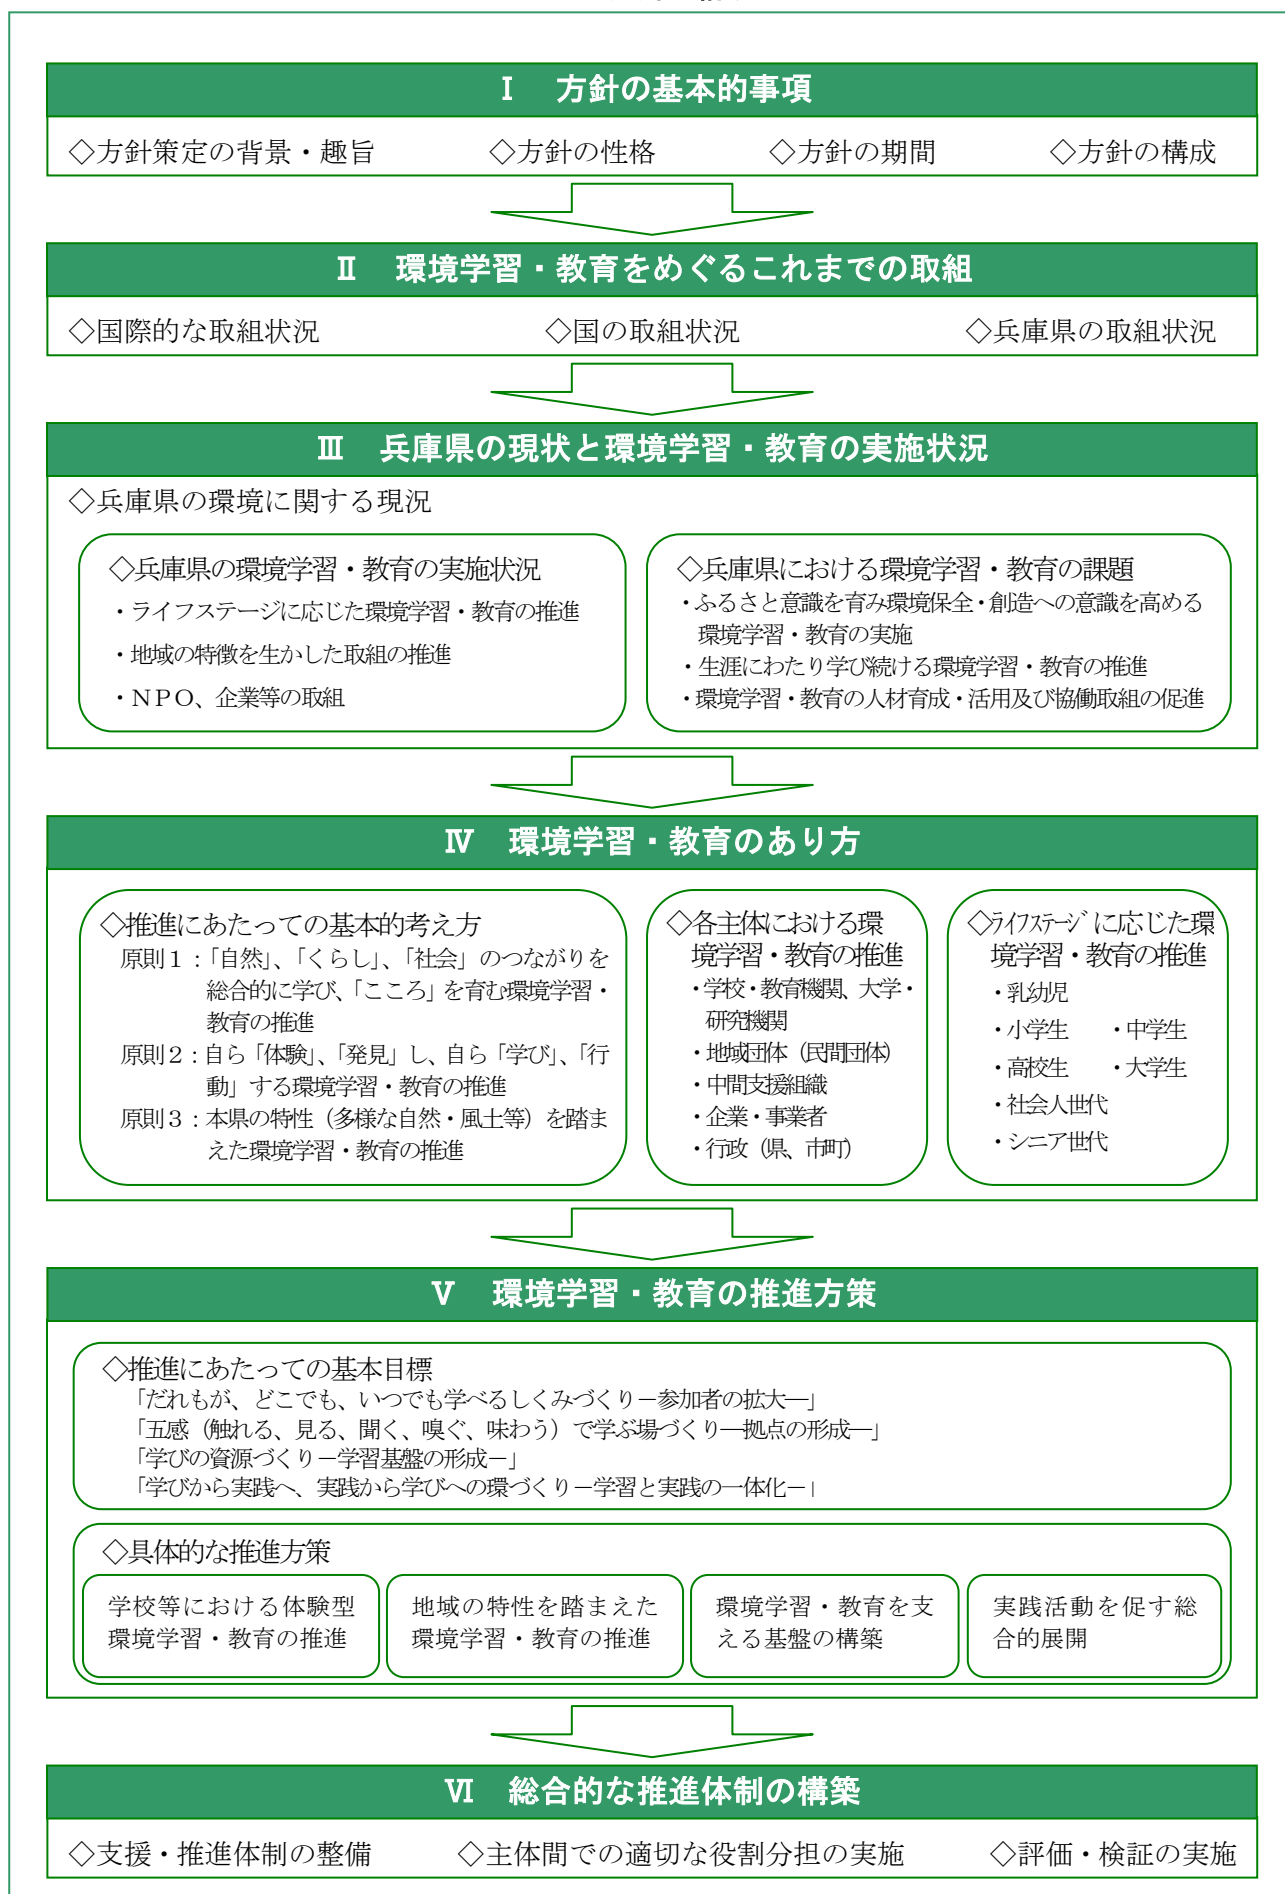 Ⅰ　方針の基本的事項
◇方針策定の背景・趣旨　◇方針の性格　◇方針の期間　◇方針の構成
Ⅱ　環境学習・教育をめぐるこれまでの取組
◇国際的な取組状況　◇国の取組状況　◇兵庫県の取組状況
Ⅲ　兵庫県の現状と環境学習・教育の実施状況
◇兵庫県の環境に関する現況
◇兵庫県の環境学習・教育の実施状況
・ライフステージに応じた環境学習・教育の推進
・地域の特徴を生かした取組の推進
・ＮＰＯ、企業等の取組
◇兵庫県における環境学習・教育の課題
・ふるさと意識を育み環境保全・創造への意識を高める
環境学習・教育の実施
・生涯にわたり学び続ける環境学習・教育の推進
・環境学習・教育の人材育成・活用及び協働取組の促進
Ⅳ　環境学習・教育のあり方
◇推進にあたっての基本的考え方
原則１：「自然」、「くらし」、「社会」のつながりを
総合的に学び、「こころ」を育む環境学習・
教育の推進
原則２：自ら「体験」、「発見」し、自ら「学び」、「行
動」する環境学習・教育の推進
原則３：本県の特性（多様な自然・風土等）を踏ま
えた環境学習・教育の推進
◇各主体における環
境学習・教育の推進
・学校・教育機関、大学・
研究機関
・地域団体（民間団体）
・中間支援組織
・企業・事業者
・行政（県、市町）
◇ﾗｲﾌｽﾃｰｼﾞに応じた環
境学習・教育の推進
・乳幼児
・小学生　・中学生
・高校生　・大学生
・社会人世代
・シニア世代
Ⅴ　環境学習・教育の推進方策
◇推進にあたっての基本目標
「だれもが、どこでも、いつでも学べるしくみづくり－参加者の拡大―」
「五感（触れる、見る、聞く、嗅ぐ、味わう）で学ぶ場づくり―拠点の形成―」
「学びの資源づくり－学習基盤の形成－」
「学びから実践へ、実践から学びへの環づくり－学習と実践の一体化－」
◇具体的な推進方策
学校等における体験型
環境学習・教育の推進
地域の特性を踏まえた
環境学習・教育の推進
環境学習・教育を支
える基盤の構築
実践活動を促す総
合的展開
Ⅵ　総合的な推進体制の構築
◇支援・推進体制の整備　◇主体間での適切な役割分担の実施　◇評価・検証の実施